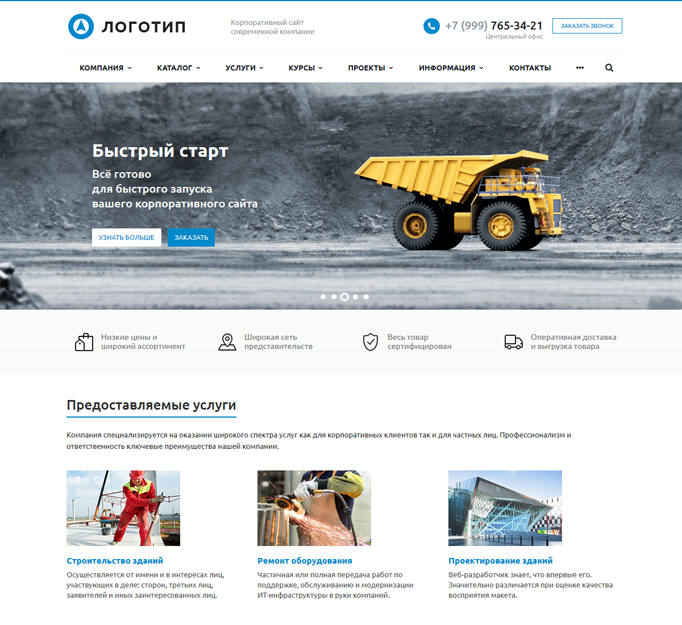 ЛОГОТИП
Корпоративный сайт
современной компании
+7 (999) 765-34-21
Центральный офис
ЗАКАЗАТЬ ЗВОНОК
КОМПАНИЯ
КАТАЛОГ
УСЛУГИ
КУРСЫ
ПРОЕКТЫ
ИНФОРМАЦИЯ
КОНТАКТЫ
Быстрый старт
Всё готово
для быстрого запуска
вашего корпоративного сайта
УЗНАТЬ БОЛЬШЕ
ЗАКАЗАТЬ
Низкие цены и
широкий ассортимент
Широкая сеть
представительств
Весь товар
сертифицирован
Оперативная доставка
и выгрузка товара
Предоставляемые услуги
Компания специализируется на оказании широкого спектра услуг как для корпоративных клиентов так и для частных лиц. Профессионализм и
ответственность ключевые преимущества нашей компании.
Строительство зданий
Осуществляется от имени и в интересах лиц,
участвующих в деле: сторон, третьих лиц,
заявителей и иных заинтересованных лиц.
Ремонт оборудования
Частичная или полная передача работ по
поддержке, обслуживанию и модернизации
ИТ-инфраструктуры в руки компаний.
Проектирование зданий
Веб-разработчик знает, что впервые его.
Значительно различается при оценке качества
восприятия макета.